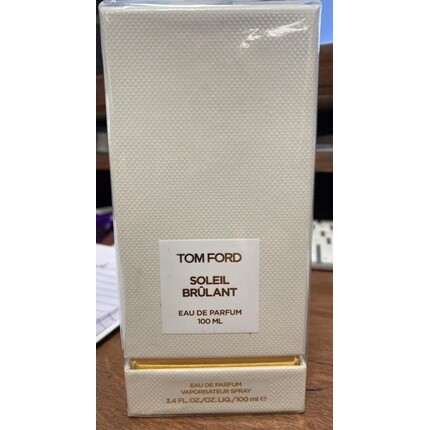 TOM FORD
SOLEIL
BRÛLANT
EAU DE PARFUM
100 ML
EAU DE PARFUM
VAPORISATEUR SPRAY
3.4 FL. OZ./OZ. LIQ./100 ml ℮